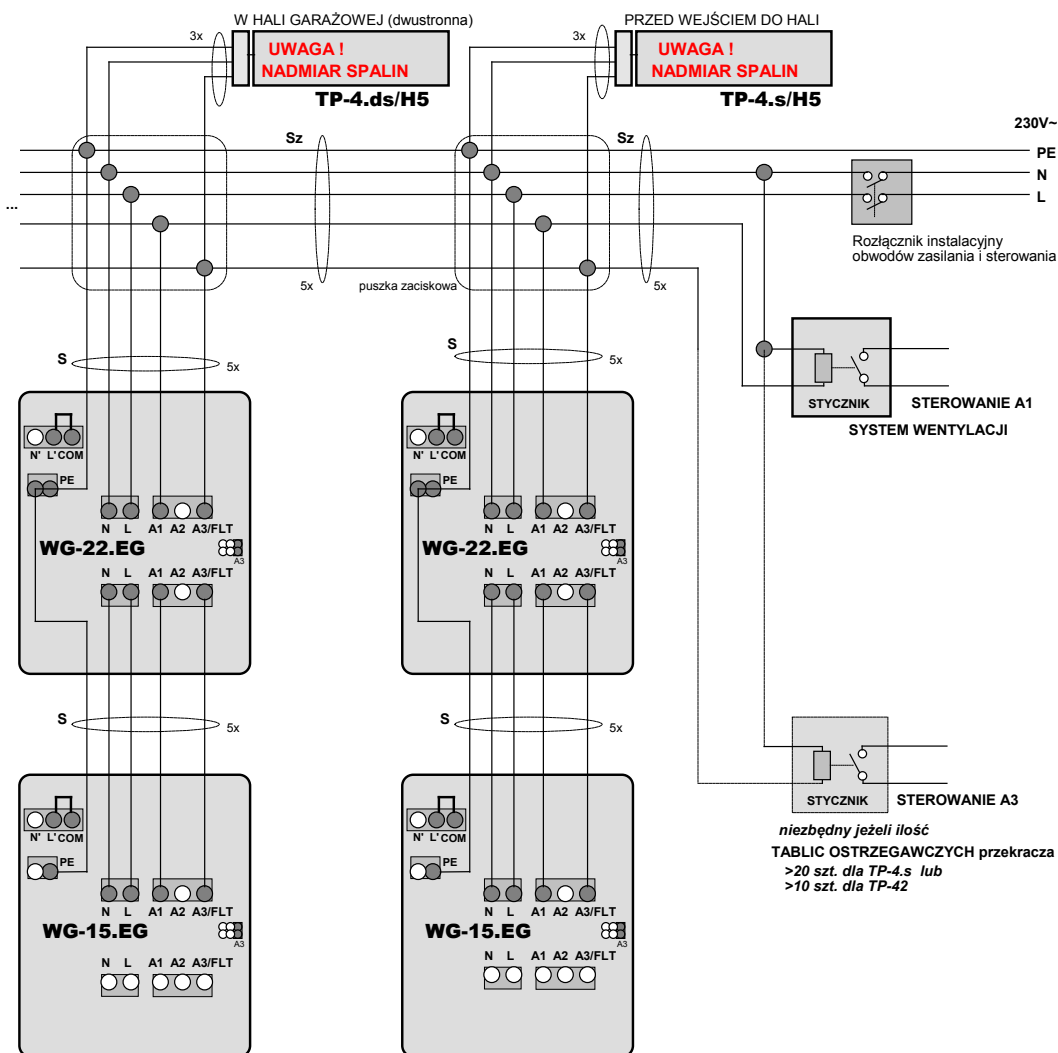 W HALI GARAŻOWEJ (dwustronna)
PRZED WEJŚCIEM DO HALI
3x
UWAGA !
NADMIAR SPALIN
TP-4.ds/H5
3x
UWAGA !
NADMIAR SPALIN
TP-4.s/H5
230V~
Sz
Sz
PE
N
L
...
Rozłącznik instalacyjny
obwodów zasilania i sterowania
5x
puszka zaciskowa
5x
S
5x
S
5x
STYCZNIK
STEROWANIE A1
SYSTEM WENTYLACJI
N' L' COM
PE
N L A1 A2 A3/FLT
WG-22.EG
A3
N L A1 A2 A3/FLT
N' L' COM
PE
N L A1 A2 A3/FLT
WG-22.EG
A3
N L A1 A2 A3/FLT
S
5x
S
5x
STYCZNIK
STEROWANIE A3
niezbędny jeżeli ilość
TABLIC OSTRZEGAWCZYCH przekracza
>20 szt. dla TP-4.s lub
>10 szt. dla TP-42
N' L' COM
PE
N L A1 A2 A3/FLT
WG-15.EG
A3
N L A1 A2 A3/FLT
N' L' COM
PE
N L A1 A2 A3/FLT
WG-15.EG
A3
N L A1 A2 A3/FLT